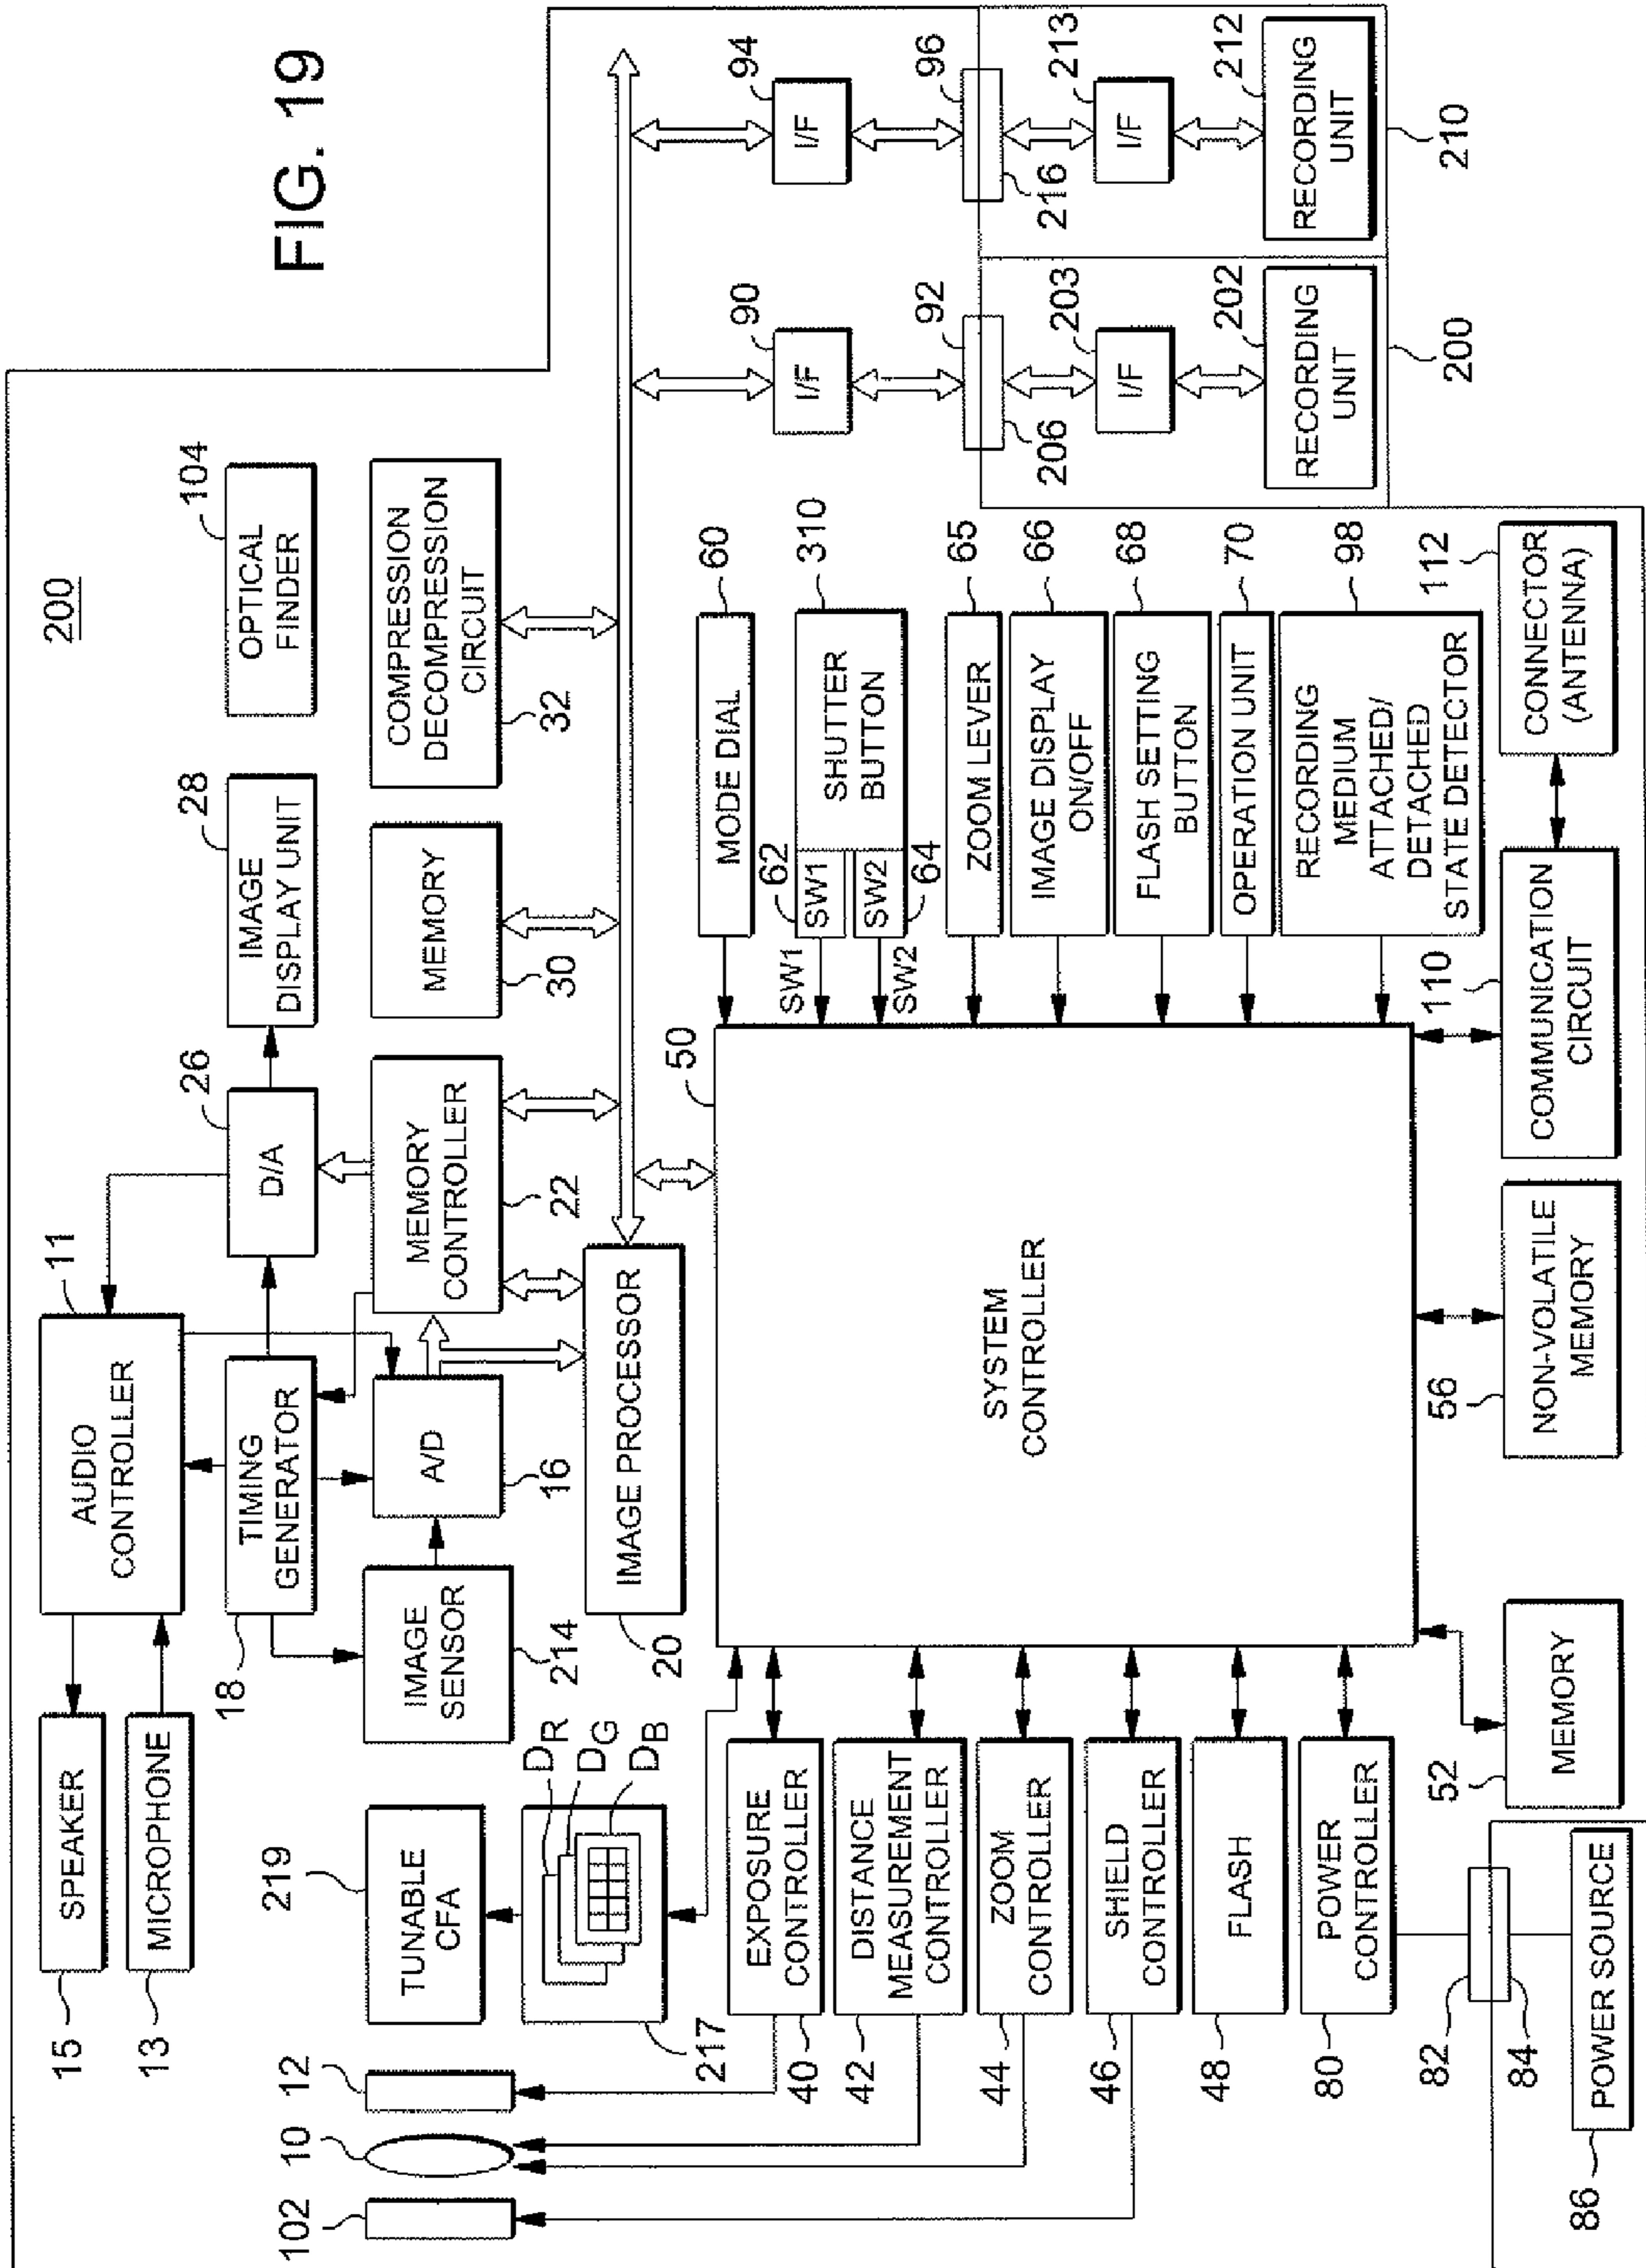 FIG. 19
200
SPEAKER
15
MICROPHONE
13
AUDIO
CONTROLLER
11
TIMING
GENERATOR
18
D/A
26
IMAGE
DISPLAY UNIT
28
OPTICAL
FINDER
104
102
10
12
TUNABLE
CFA
219
IMAGE
SENSOR
214
A/D
16
MEMORY
CONTROLLER
22
MEMORY
30
COMPRESSION
DECOMPRESSION
CIRCUIT
32
DR
DG
DB
217
IMAGE PROCESSOR
20
EXPOSURE
CONTROLLER
40
DISTANCE
MEASUREMENT
CONTROLLER
42
ZOOM
CONTROLLER
44
SHIELD
CONTROLLER
46
FLASH
48
POWER
CONTROLLER
80
82
84
POWER SOURCE
86
SYSTEM
CONTROLLER
50
MEMORY
52
NON-VOLATILE
MEMORY
56
COMMUNICATION
CIRCUIT
110
CONNECTOR
(ANTENNA)
112
MODE DIAL
60
SW1
62
SW1
SW2
64
SW2
SHUTTER
BUTTON
310
ZOOM LEVER
65
IMAGE DISPLAY
ON/OFF
66
FLASH SETTING
BUTTON
68
OPERATION UNIT
70
RECORDING
MEDIUM
ATTACHED/
DETACHED
STATE DETECTOR
98
I/F
90
92
206
I/F
203
RECORDING
UNIT
202
200
I/F
94
96
216
I/F
213
RECORDING
UNIT
212
210